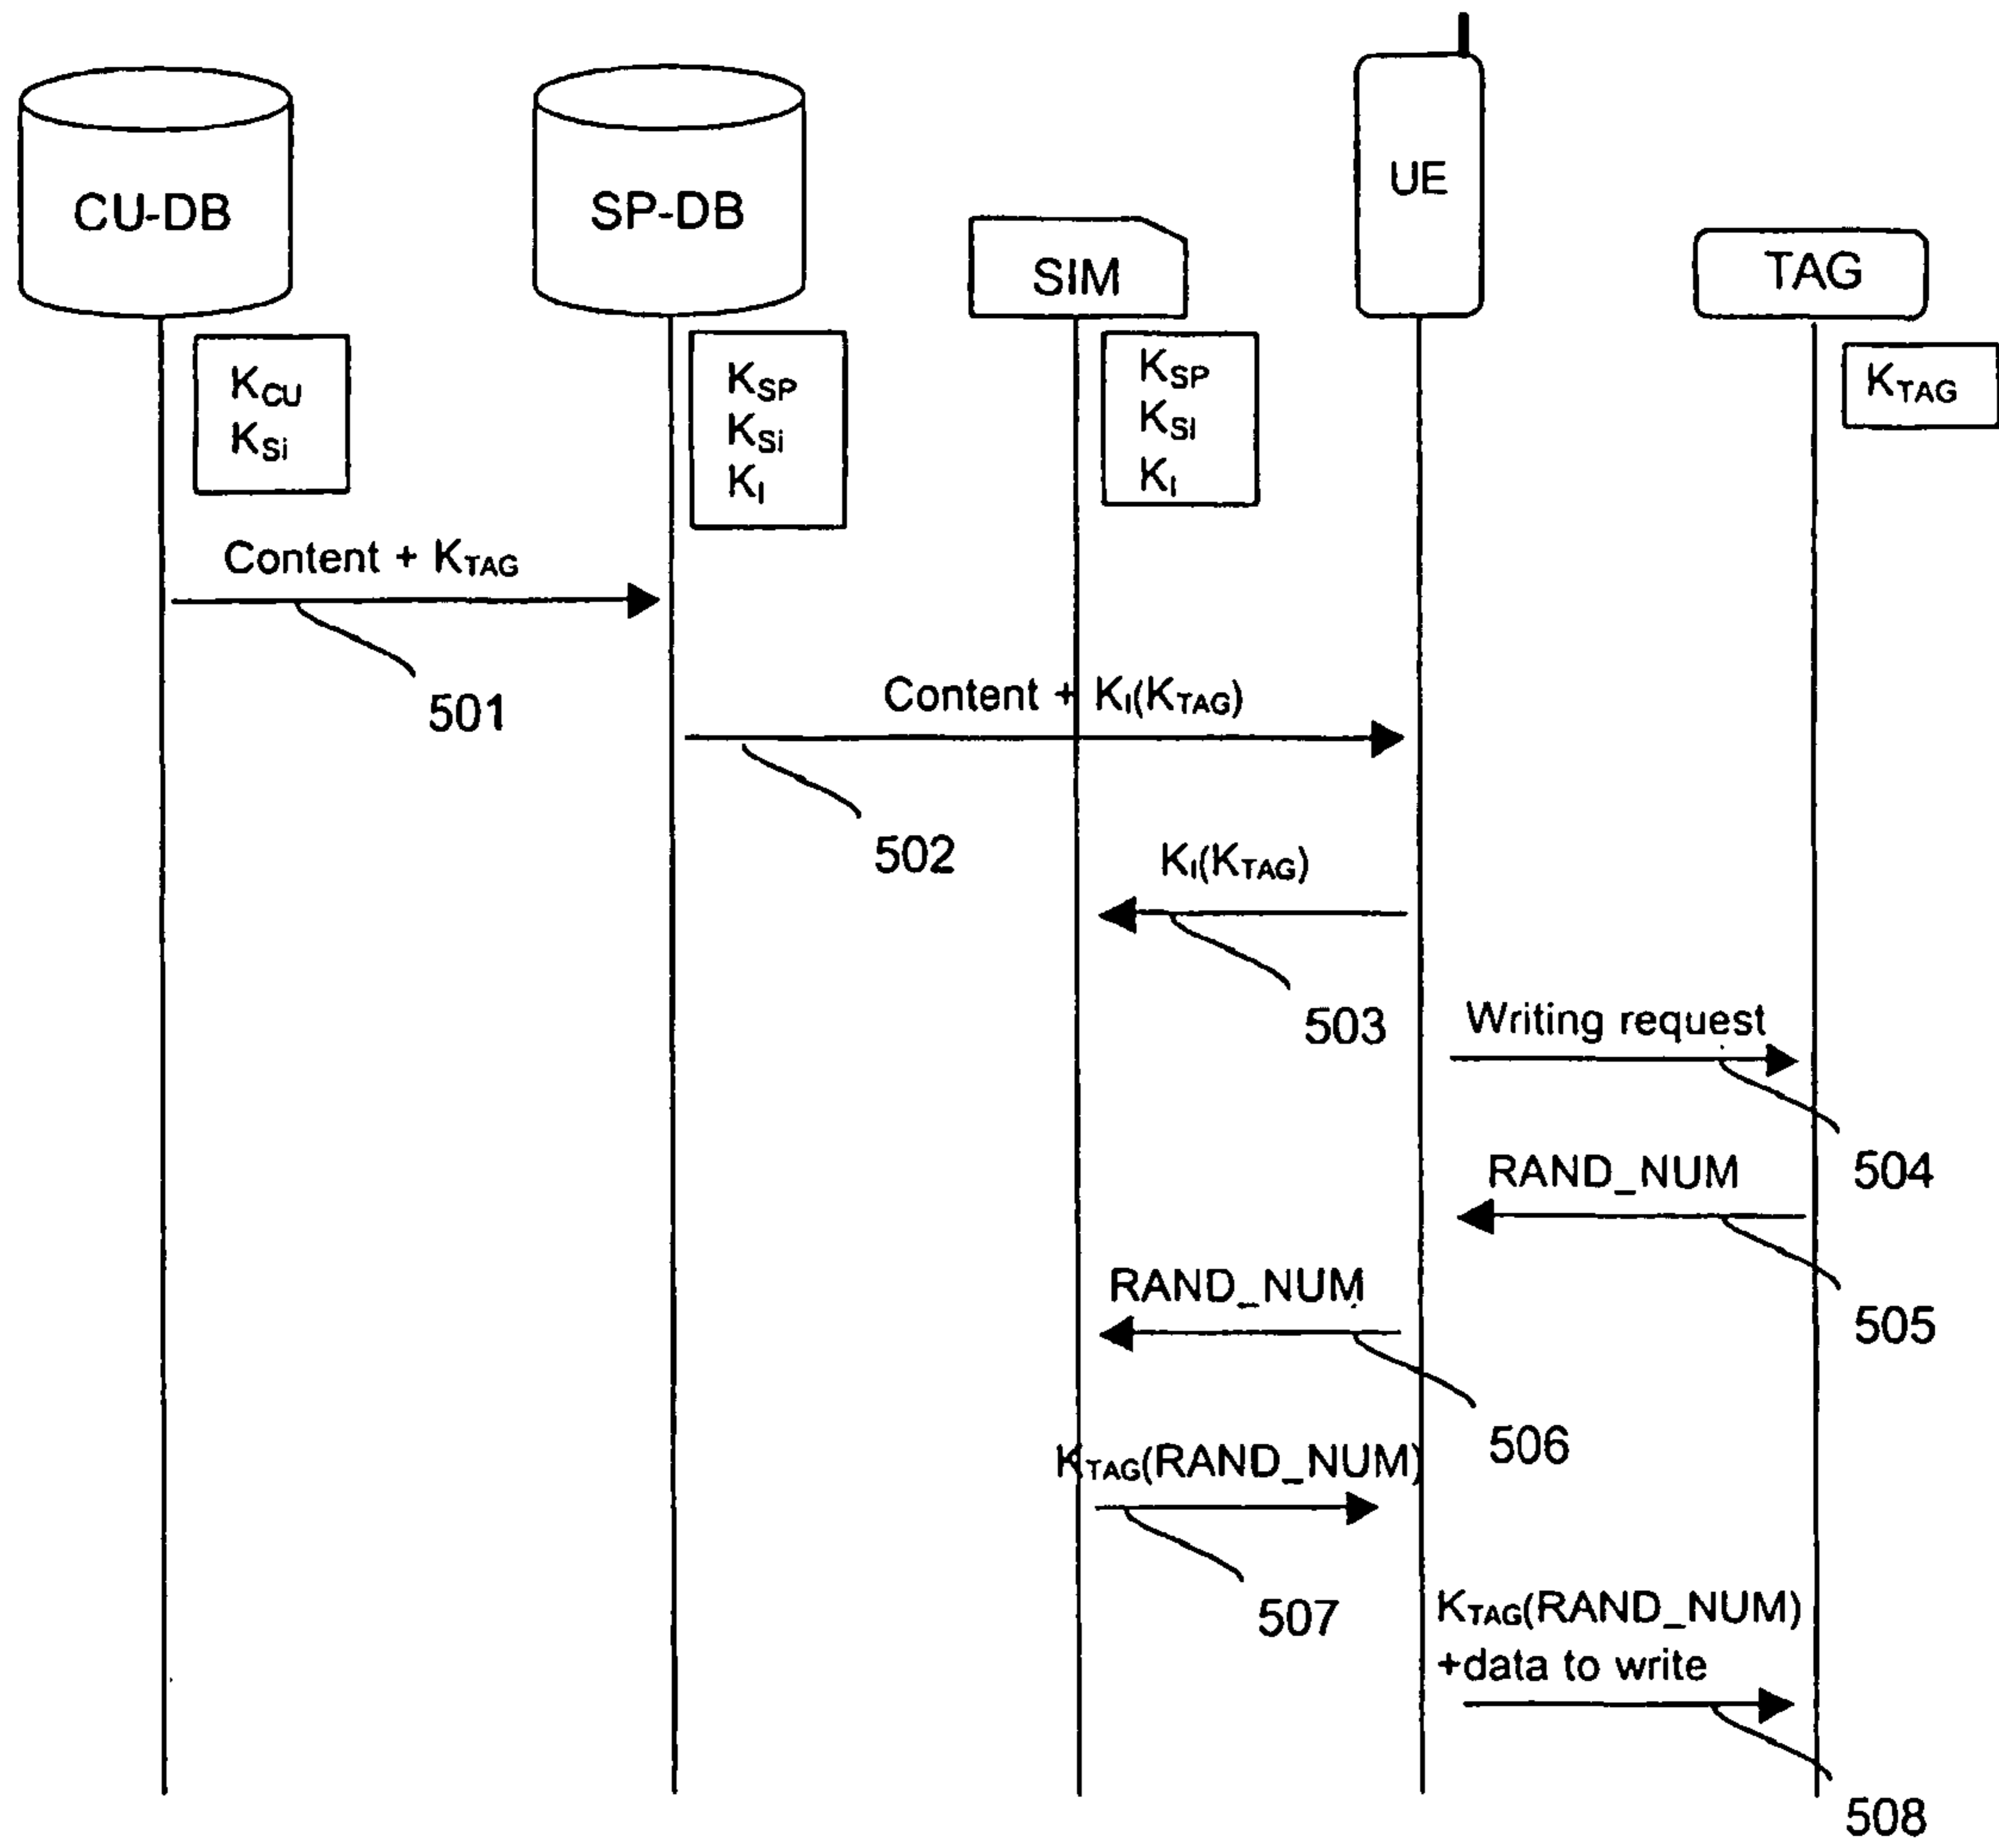 CU-DB
SP-DB
SIM
UE
TAG
KCU
KSi
KSP
KSi
KI
KSP
KSI
KI
KTAG
Content + KTAG
501
Content + KI(KTAG)
502
KI(KTAG)
503
Writing request
504
RAND_NUM
505
RAND_NUM
506
KTAG(RAND_NUM)
507
KTAG(RAND_NUM)
+data to write
508